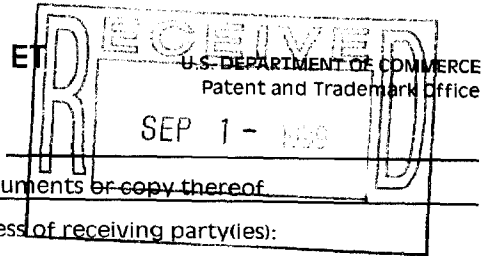 RECEIVED
ET
U.S. DEPARTMENT OF COMMERCE
Patent and Trademark Office
SEP 1 -
uments or copy thereof
ess of receiving party(ies):